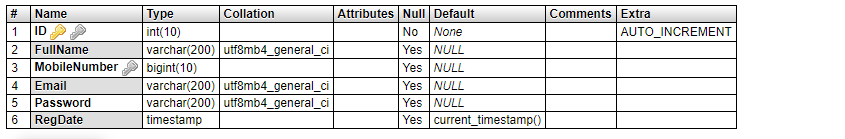 # Name Type Collation Attributes Null Default Comments Extra
1 ID int(10) No None AUTO_INCREMENT
2 FullName varchar(200) utf8mb4_general_ci Yes NULL
3 MobileNumber bigint(10) Yes NULL
4 Email varchar(200) utf8mb4_general_ci Yes NULL
5 Password varchar(200) utf8mb4_general_ci Yes NULL
6 RegDate timestamp Yes current_timestamp()